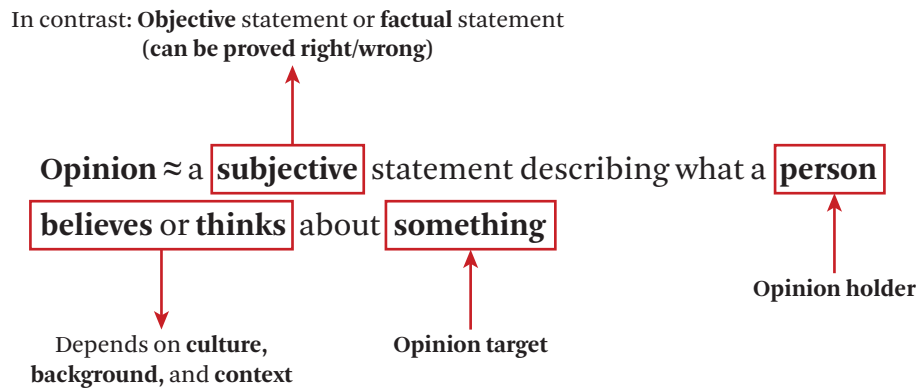 In contrast: Objective statement or factual statement
(can be proved right/wrong)
Opinion ≈ a subjective statement describing what a person
believes or thinks about something
Opinion holder
Depends on culture,
background, and context
Opinion target